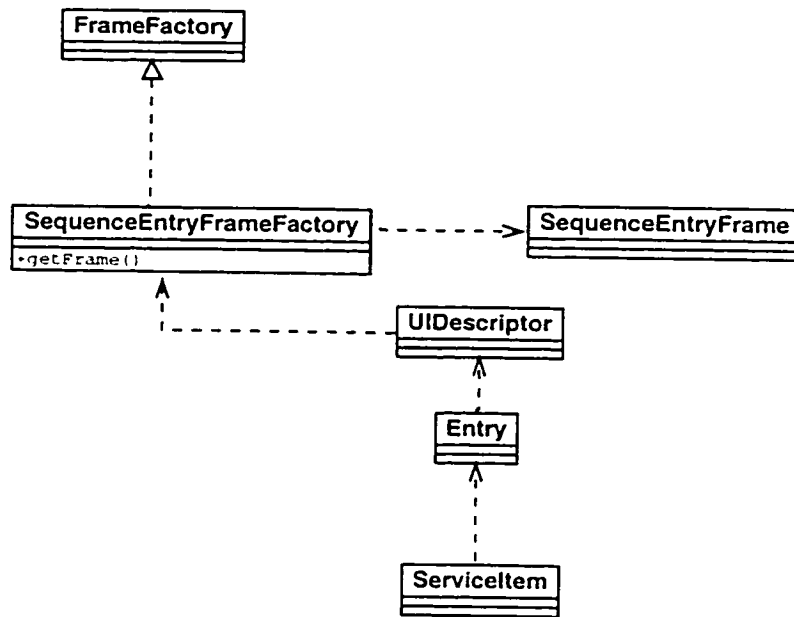 FrameFactory
SequenceEntryFrameFactory
+getFrame()
SequenceEntryFrame
UIDescriptor
Entry
ServiceItem